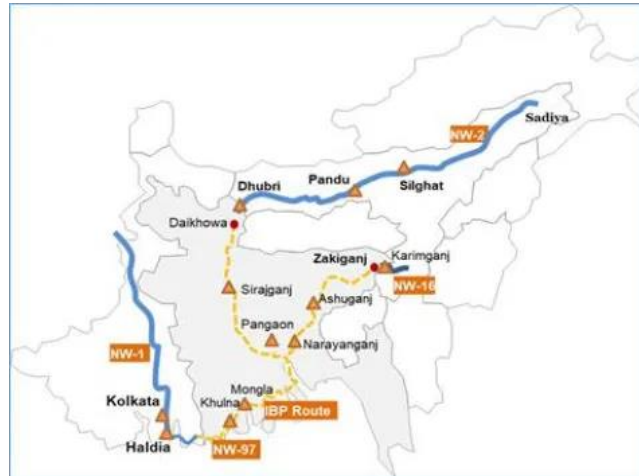 Sadiya
NW-2
Pandu
Silghat
Dhubri
Daikhowa
Zakiganj
Karimganj
NW-16
Sirajganj
Ashuganj
Pangaon
Narayanganj
NW-1
Mongla
Kolkata
Khulna
IBP Route
Haldia
NW-97